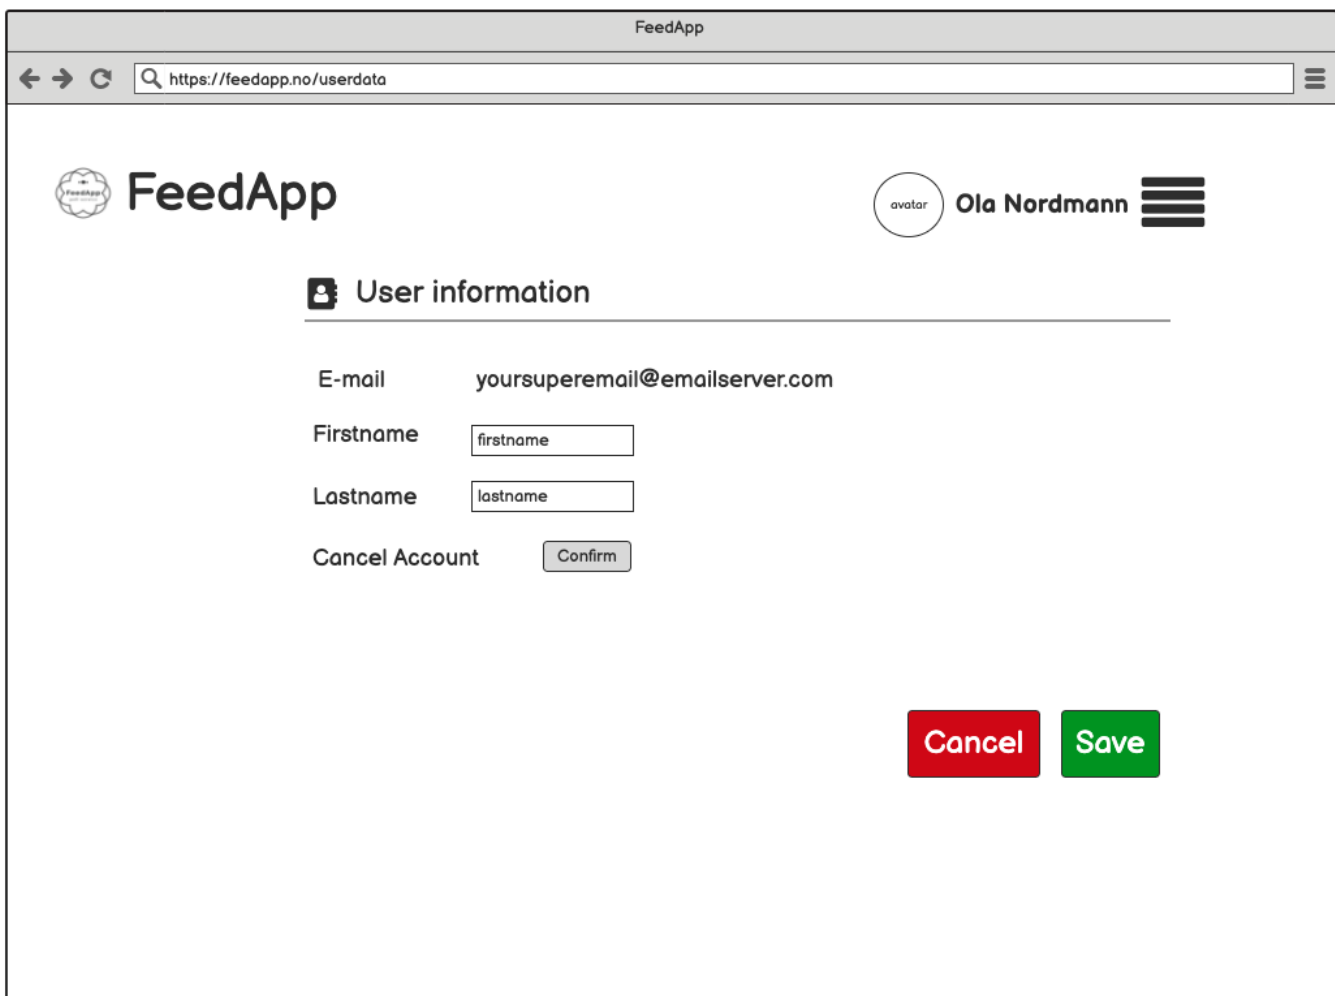 FeedApp
https://feedapp.no/userdata
FeedApp
FeedApp
avatar
Ola Nordmann
User information
E-mail yoursuperemail@emailserver.com
Firstname firstname
Lastname lastname
Cancel Account Confirm
Cancel Save